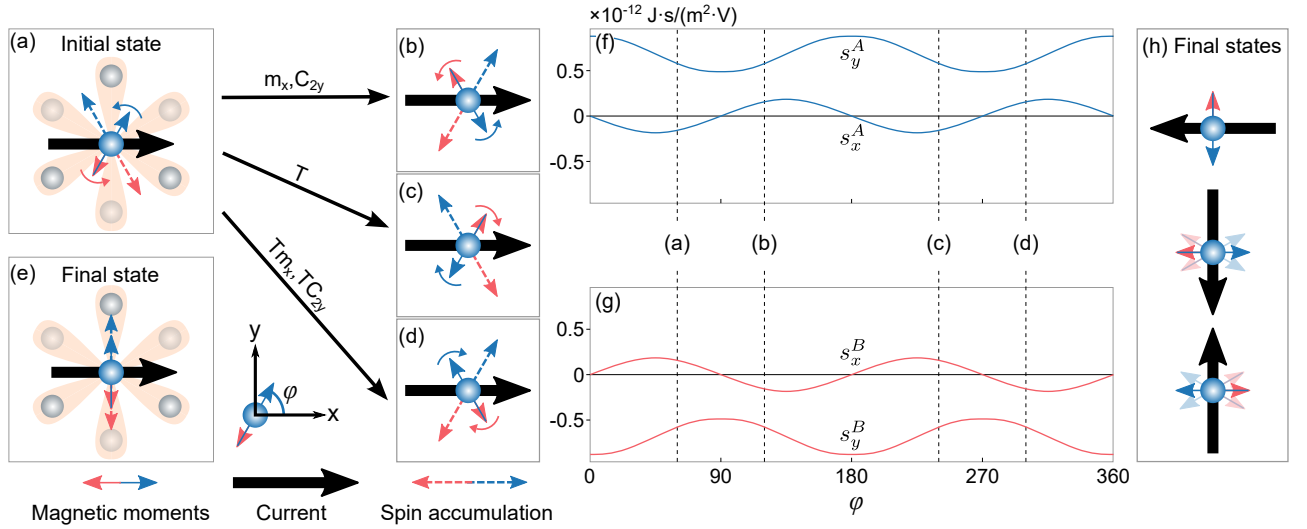 (a) Initial state
m_x, C_2y
T
Tm_x, TC_2y
(b)
(c)
(d)
(e) Final state
y
φ
x
Magnetic moments
Current
Spin accumulation
×10⁻¹² J·s/(m²·V)
(f)
0.5
0
-0.5
s_y^A
s_x^A
(a) (b) (c) (d)
(g)
0.5
0
-0.5
s_x^B
s_y^B
0 90 180 270 360
φ
(h) Final states